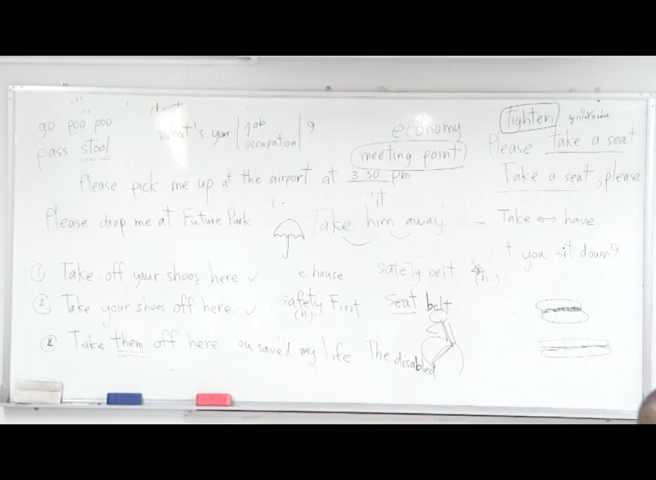 go poo poo
pass stool
What's your job occupation ?
economy
meeting point
tighten
Please Take a seat
Take a seat, please
Please pick me up at the airport at 3 30 pm
it
Please drop me at Future Park
Take him away
Take ↔ have
t you sit down?
① Take off your shoes here ✓
e house
safety belt
(n.)
② Take your shoes off here. ✓
safety First
(n)
seat belt
② Take them off here
ou saved my life
The disabled